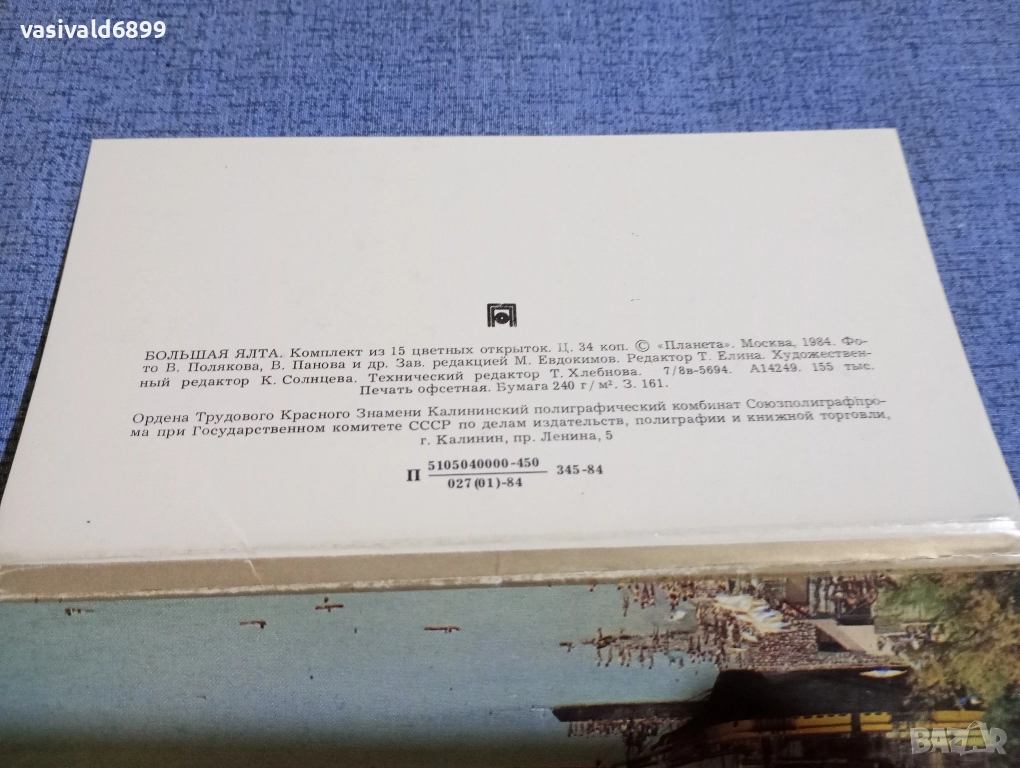 vasivald6899
БОЛЬШАЯ ЯЛТА. Комплект из 15 цветных открыток. Ц. 34 коп. © «Планета». Москва, 1984. Фо-
то В. Полякова, В. Панова и др. Зав. редакцией М. Евдокимов. Редактор Т. Елина. Художествен-
ный редактор К. Солнцева. Технический редактор Т. Хлебнова. 7/8в-5694. А14249. 155 тыс.
Печать офсетная. Бумага 240 г/м². З. 161.
Ордена Трудового Красного Знамени Калининский полиграфический комбинат Союзполиграфпро-
ма при Государственном комитете СССР по делам издательств, полиграфии и книжной торговли,
г. Калинин, пр. Ленина, 5
П 5105040000-450 345-84
027(01)-84
BAZAR